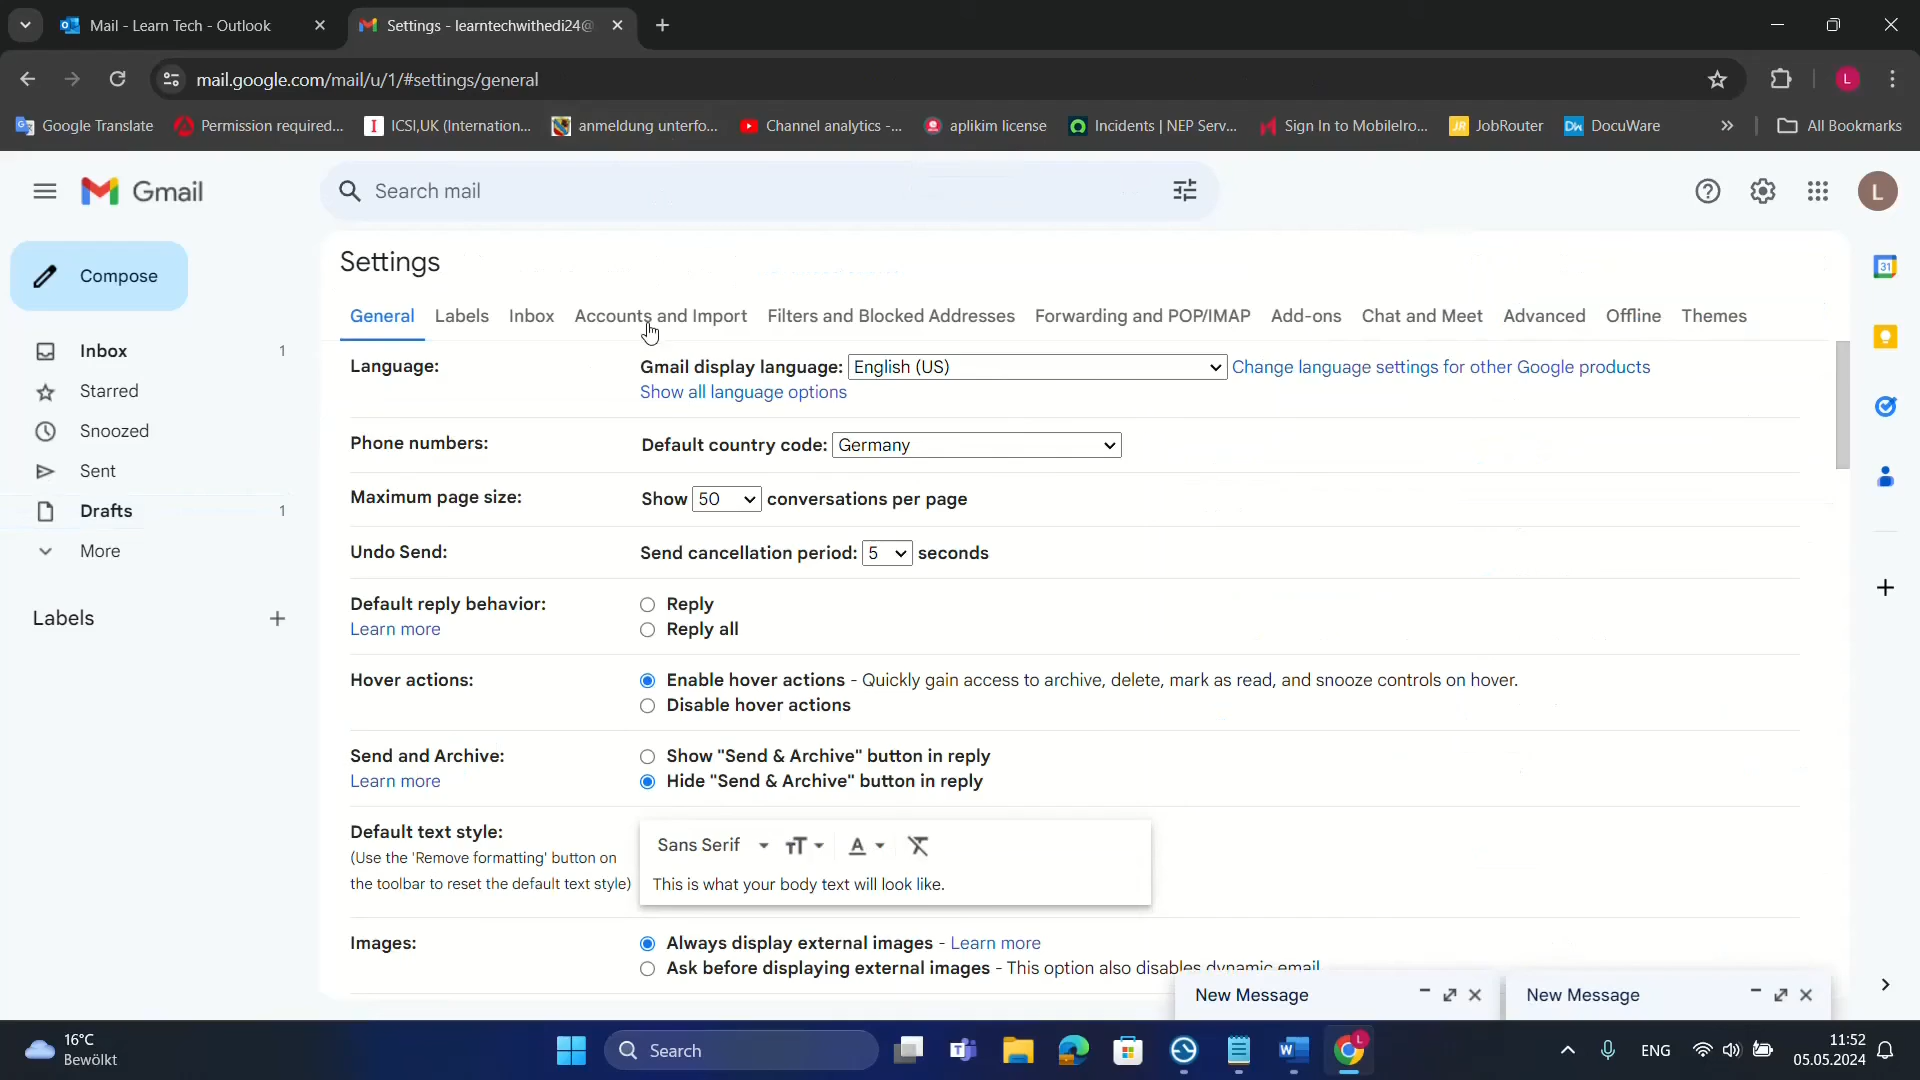 Mail - Learn Tech - Outlook
Settings - learntechwithedi24@
mail.google.com/mail/u/1/#settings/general
Google Translate
Permission required...
ICSI,UK (Internation...
anmeldung unterfo...
Channel analytics -...
aplikim license
Incidents | NEP Serv...
Sign In to MobileIro...
JobRouter
DocuWare
All Bookmarks
Gmail
Search mail
L
Compose
Inbox 1
Starred
Snoozed
Sent
Drafts 1
More
Labels
Settings
General Labels Inbox Accounts and Import Filters and Blocked Addresses Forwarding and POP/IMAP Add-ons Chat and Meet Advanced Offline Themes
Language: Gmail display language: English (US) Change language settings for other Google products
Show all language options
Phone numbers: Default country code: Germany
Maximum page size: Show 50 conversations per page
Undo Send: Send cancellation period: 5 seconds
Default reply behavior: Reply
Learn more Reply all
Hover actions: Enable hover actions - Quickly gain access to archive, delete, mark as read, and snooze controls on hover.
Disable hover actions
Send and Archive: Show "Send & Archive" button in reply
Learn more Hide "Send & Archive" button in reply
Default text style: Sans Serif
(Use the 'Remove formatting' button on
the toolbar to reset the default text style) This is what your body text will look like.
Images: Always display external images - Learn more
Ask before displaying external images - This option also disables dynamic email
New Message
New Message
16°C
Bewölkt
Search
ENG
11:52
05.05.2024